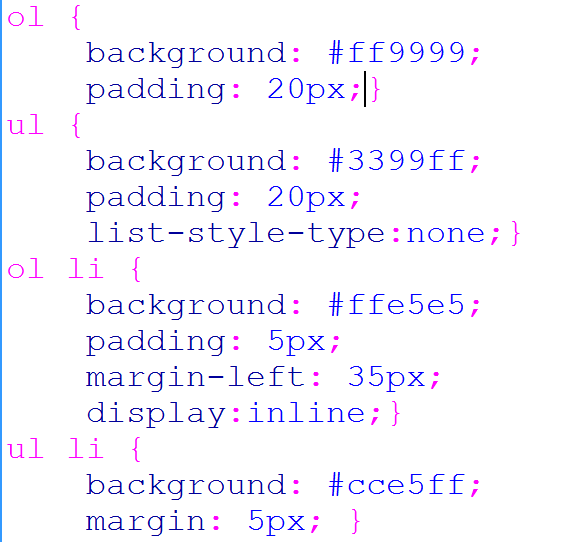 ol {
    background: #ff9999;
    padding: 20px;}
ul {
    background: #3399ff;
    padding: 20px;
    list-style-type:none;}
ol li {
    background: #ffe5e5;
    padding: 5px;
    margin-left: 35px;
    display:inline;}
ul li {
    background: #cce5ff;
    margin: 5px; }